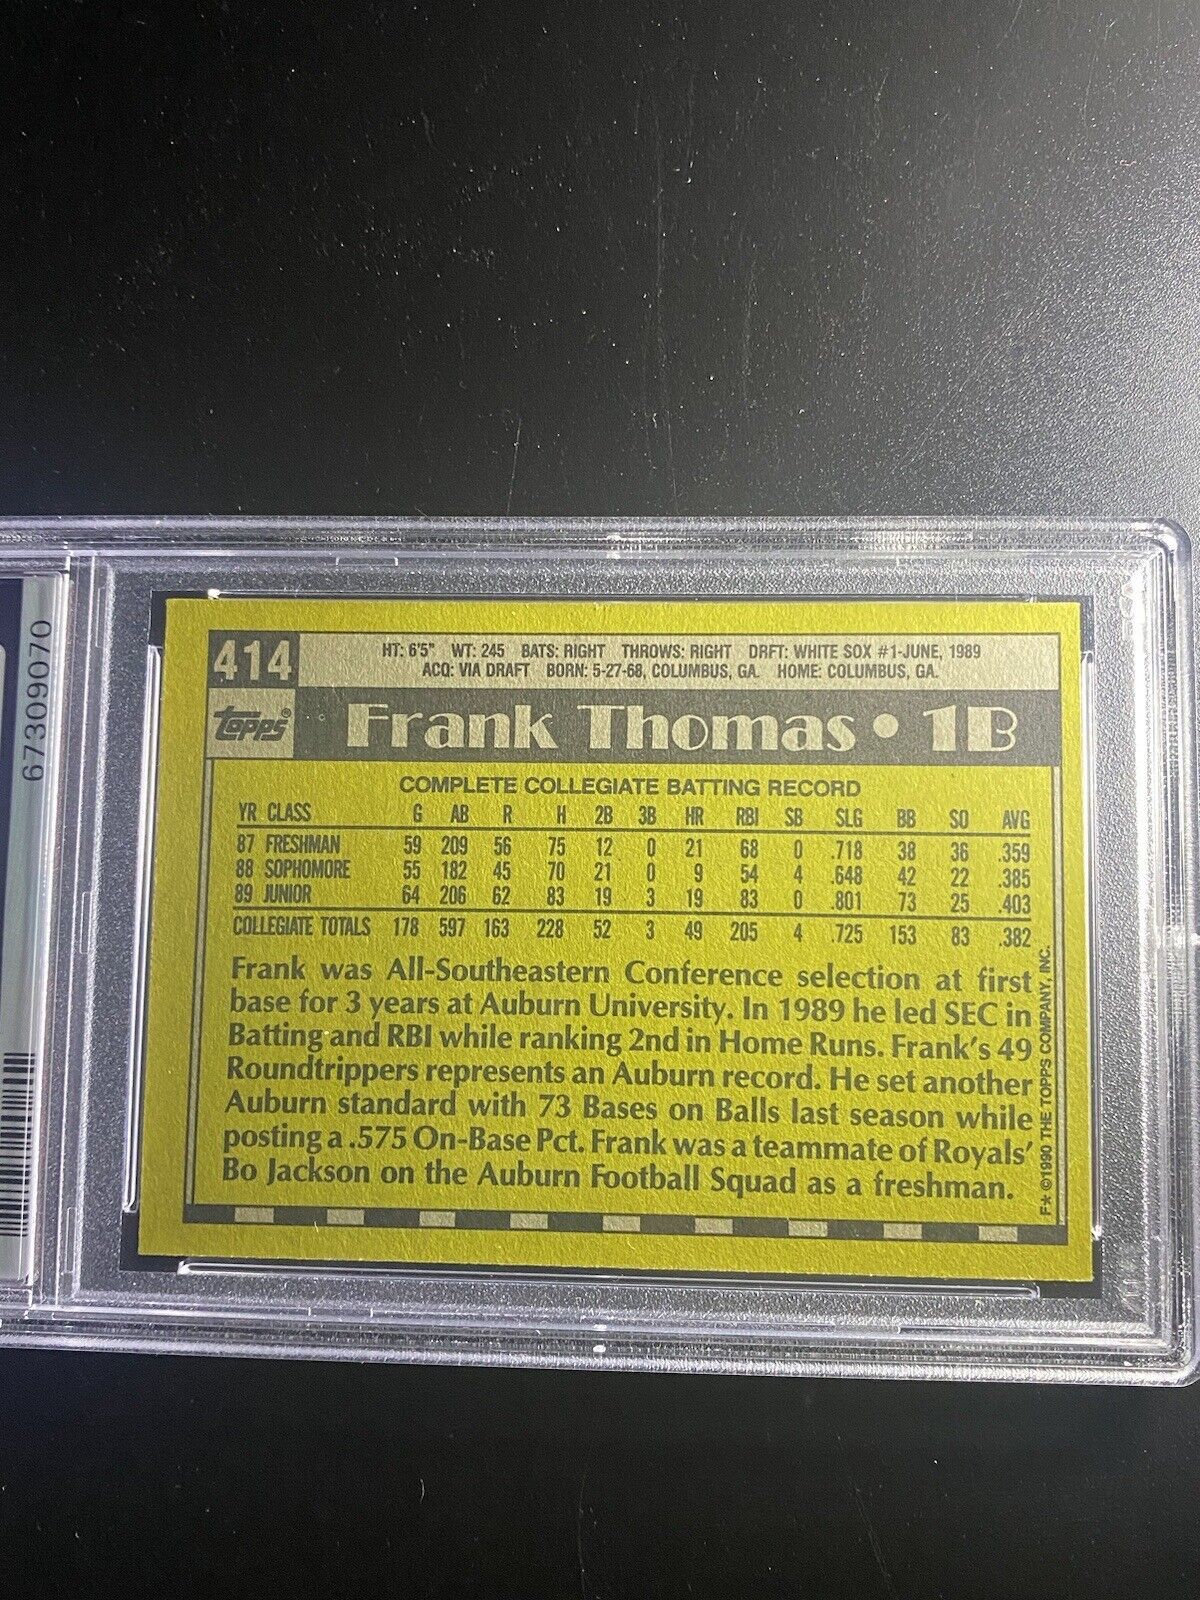 67309070
414
HT: 6'5" WT: 245 BATS: RIGHT THROWS: RIGHT DRFT: WHITE SOX #1-JUNE, 1989
ACQ: VIA DRAFT BORN: 5-27-68, COLUMBUS, GA. HOME: COLUMBUS, GA.
Topps®
Frank Thomas • 1B
COMPLETE COLLEGIATE BATTING RECORD
YR CLASS G AB R H 2B 3B HR RBI SB SLG BB SO AVG
87 FRESHMAN 59 209 56 75 12 0 21 68 0 .718 38 36 .359
88 SOPHOMORE 55 182 45 70 21 0 9 54 4 .648 42 22 .385
89 JUNIOR 64 206 62 83 19 3 19 83 0 .801 73 25 .403
COLLEGIATE TOTALS 178 597 163 228 52 3 49 205 4 .725 153 83 .382
Frank was All-Southeastern Conference selection at first
base for 3 years at Auburn University. In 1989 he led SEC in
Batting and RBI while ranking 2nd in Home Runs. Frank's 49
Roundtrippers represents an Auburn record. He set another
Auburn standard with 73 Bases on Balls last season while
posting a .575 On-Base Pct. Frank was a teammate of Royals'
Bo Jackson on the Auburn Football Squad as a freshman.
F* ©1990 THE TOPPS COMPANY, INC.